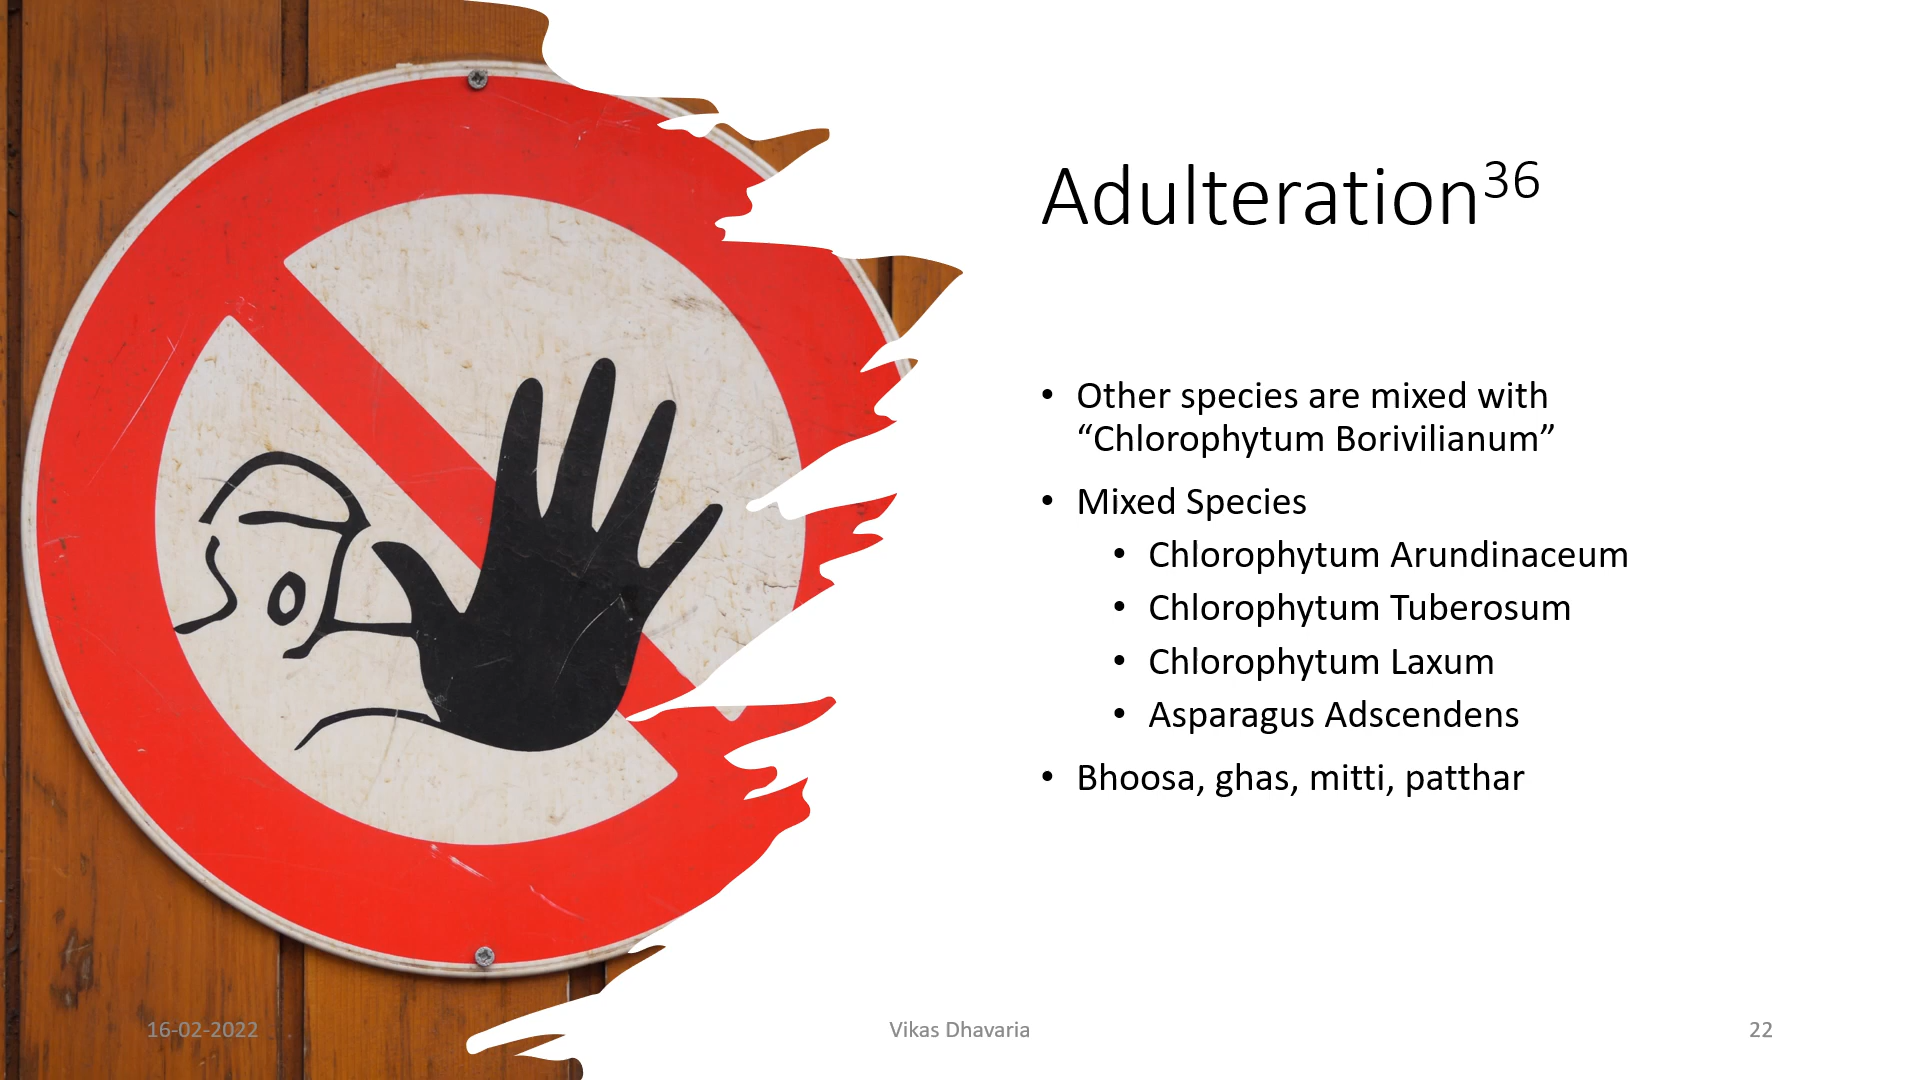 Adulteration36
• Other species are mixed with
“Chlorophytum Borivilianum”
• Mixed Species
• Chlorophytum Arundinaceum
• Chlorophytum Tuberosum
• Chlorophytum Laxum
• Asparagus Adscendens
• Bhoosa, ghas, mitti, patthar
16-02-2022
Vikas Dhavaria
22